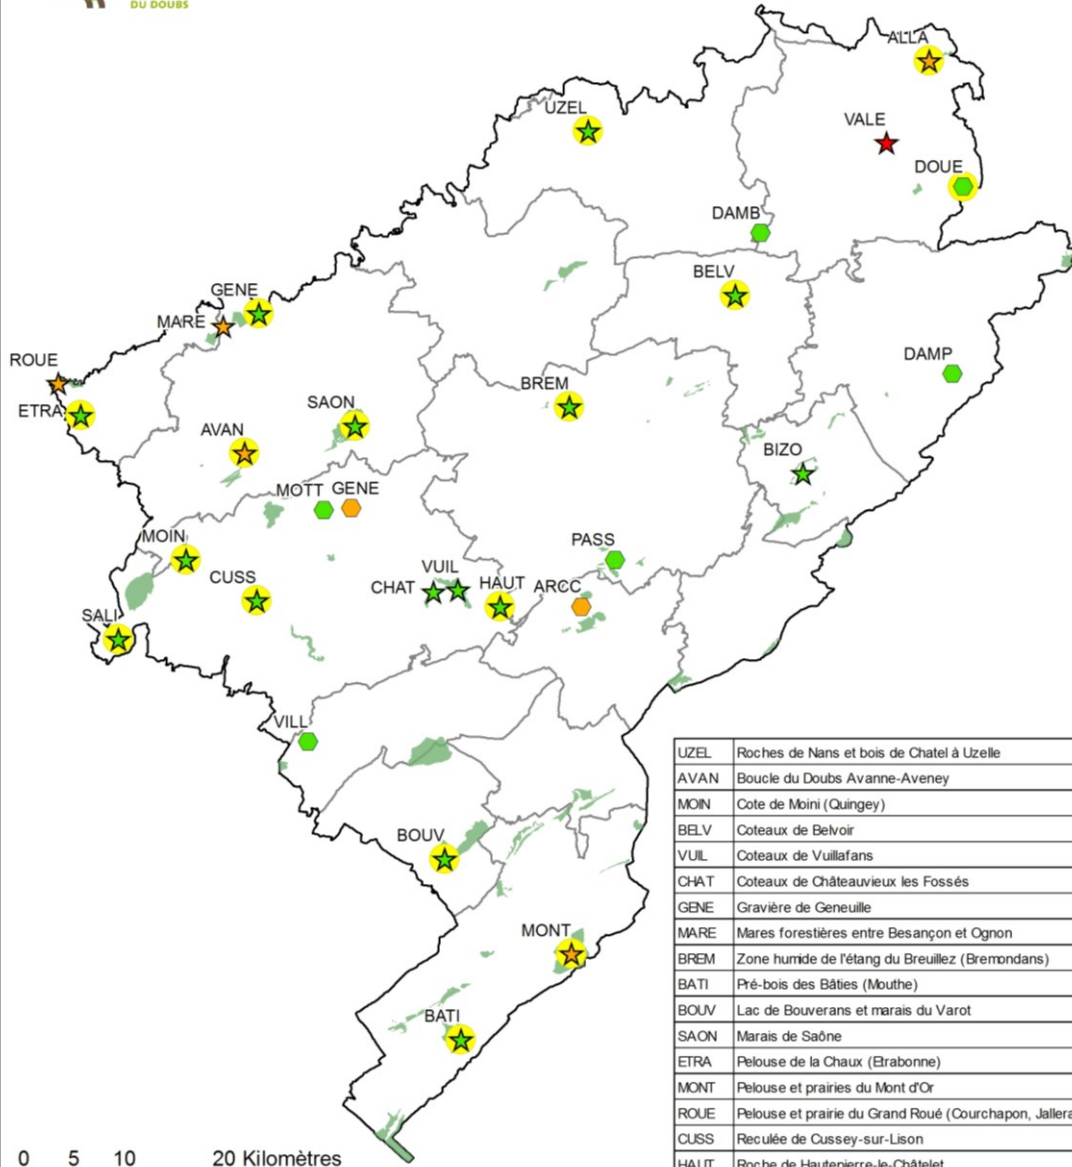 DU DOUBS
ALLA
UZEL
VALE
DOUE
DAMB
BELV
GENE
MARE
ROUE
DAMP
ETRA
BREM
SAON
AVAN
BIZO
MOTT GENE
MOIN
PASS
VUIL
CUSS
CHAT
HAUT
ARCC
SALI
VILL
BOUV
MONT
BATI
UZEL Roches de Nans et bois de Chatel à Uzelle
AVAN Boucle du Doubs Avanne-Aveney
MOIN Cote de Moini (Quingey)
BELV Coteaux de Belvoir
VUIL Coteaux de Vuillafans
CHAT Coteaux de Châteauvieux les Fossés
GENE Gravière de Geneuille
MARE Mares forestières entre Besançon et Ognon
BREM Zone humide de l'étang du Breuillez (Bremondans)
BATI Pré-bois des Bâties (Mouthe)
BOUV Lac de Bouverans et marais du Varot
SAON Marais de Saône
ETRA Pelouse de la Chaux (Etrabonne)
MONT Pelouse et prairies du Mont d'Or
ROUE Pelouse et prairie du Grand Roué (Courchapon, Jallera
CUSS Reculée de Cussey-sur-Lison
HAUT Roche de Hautepierre-le-Châtelet
0 5 10 20 Kilomètres